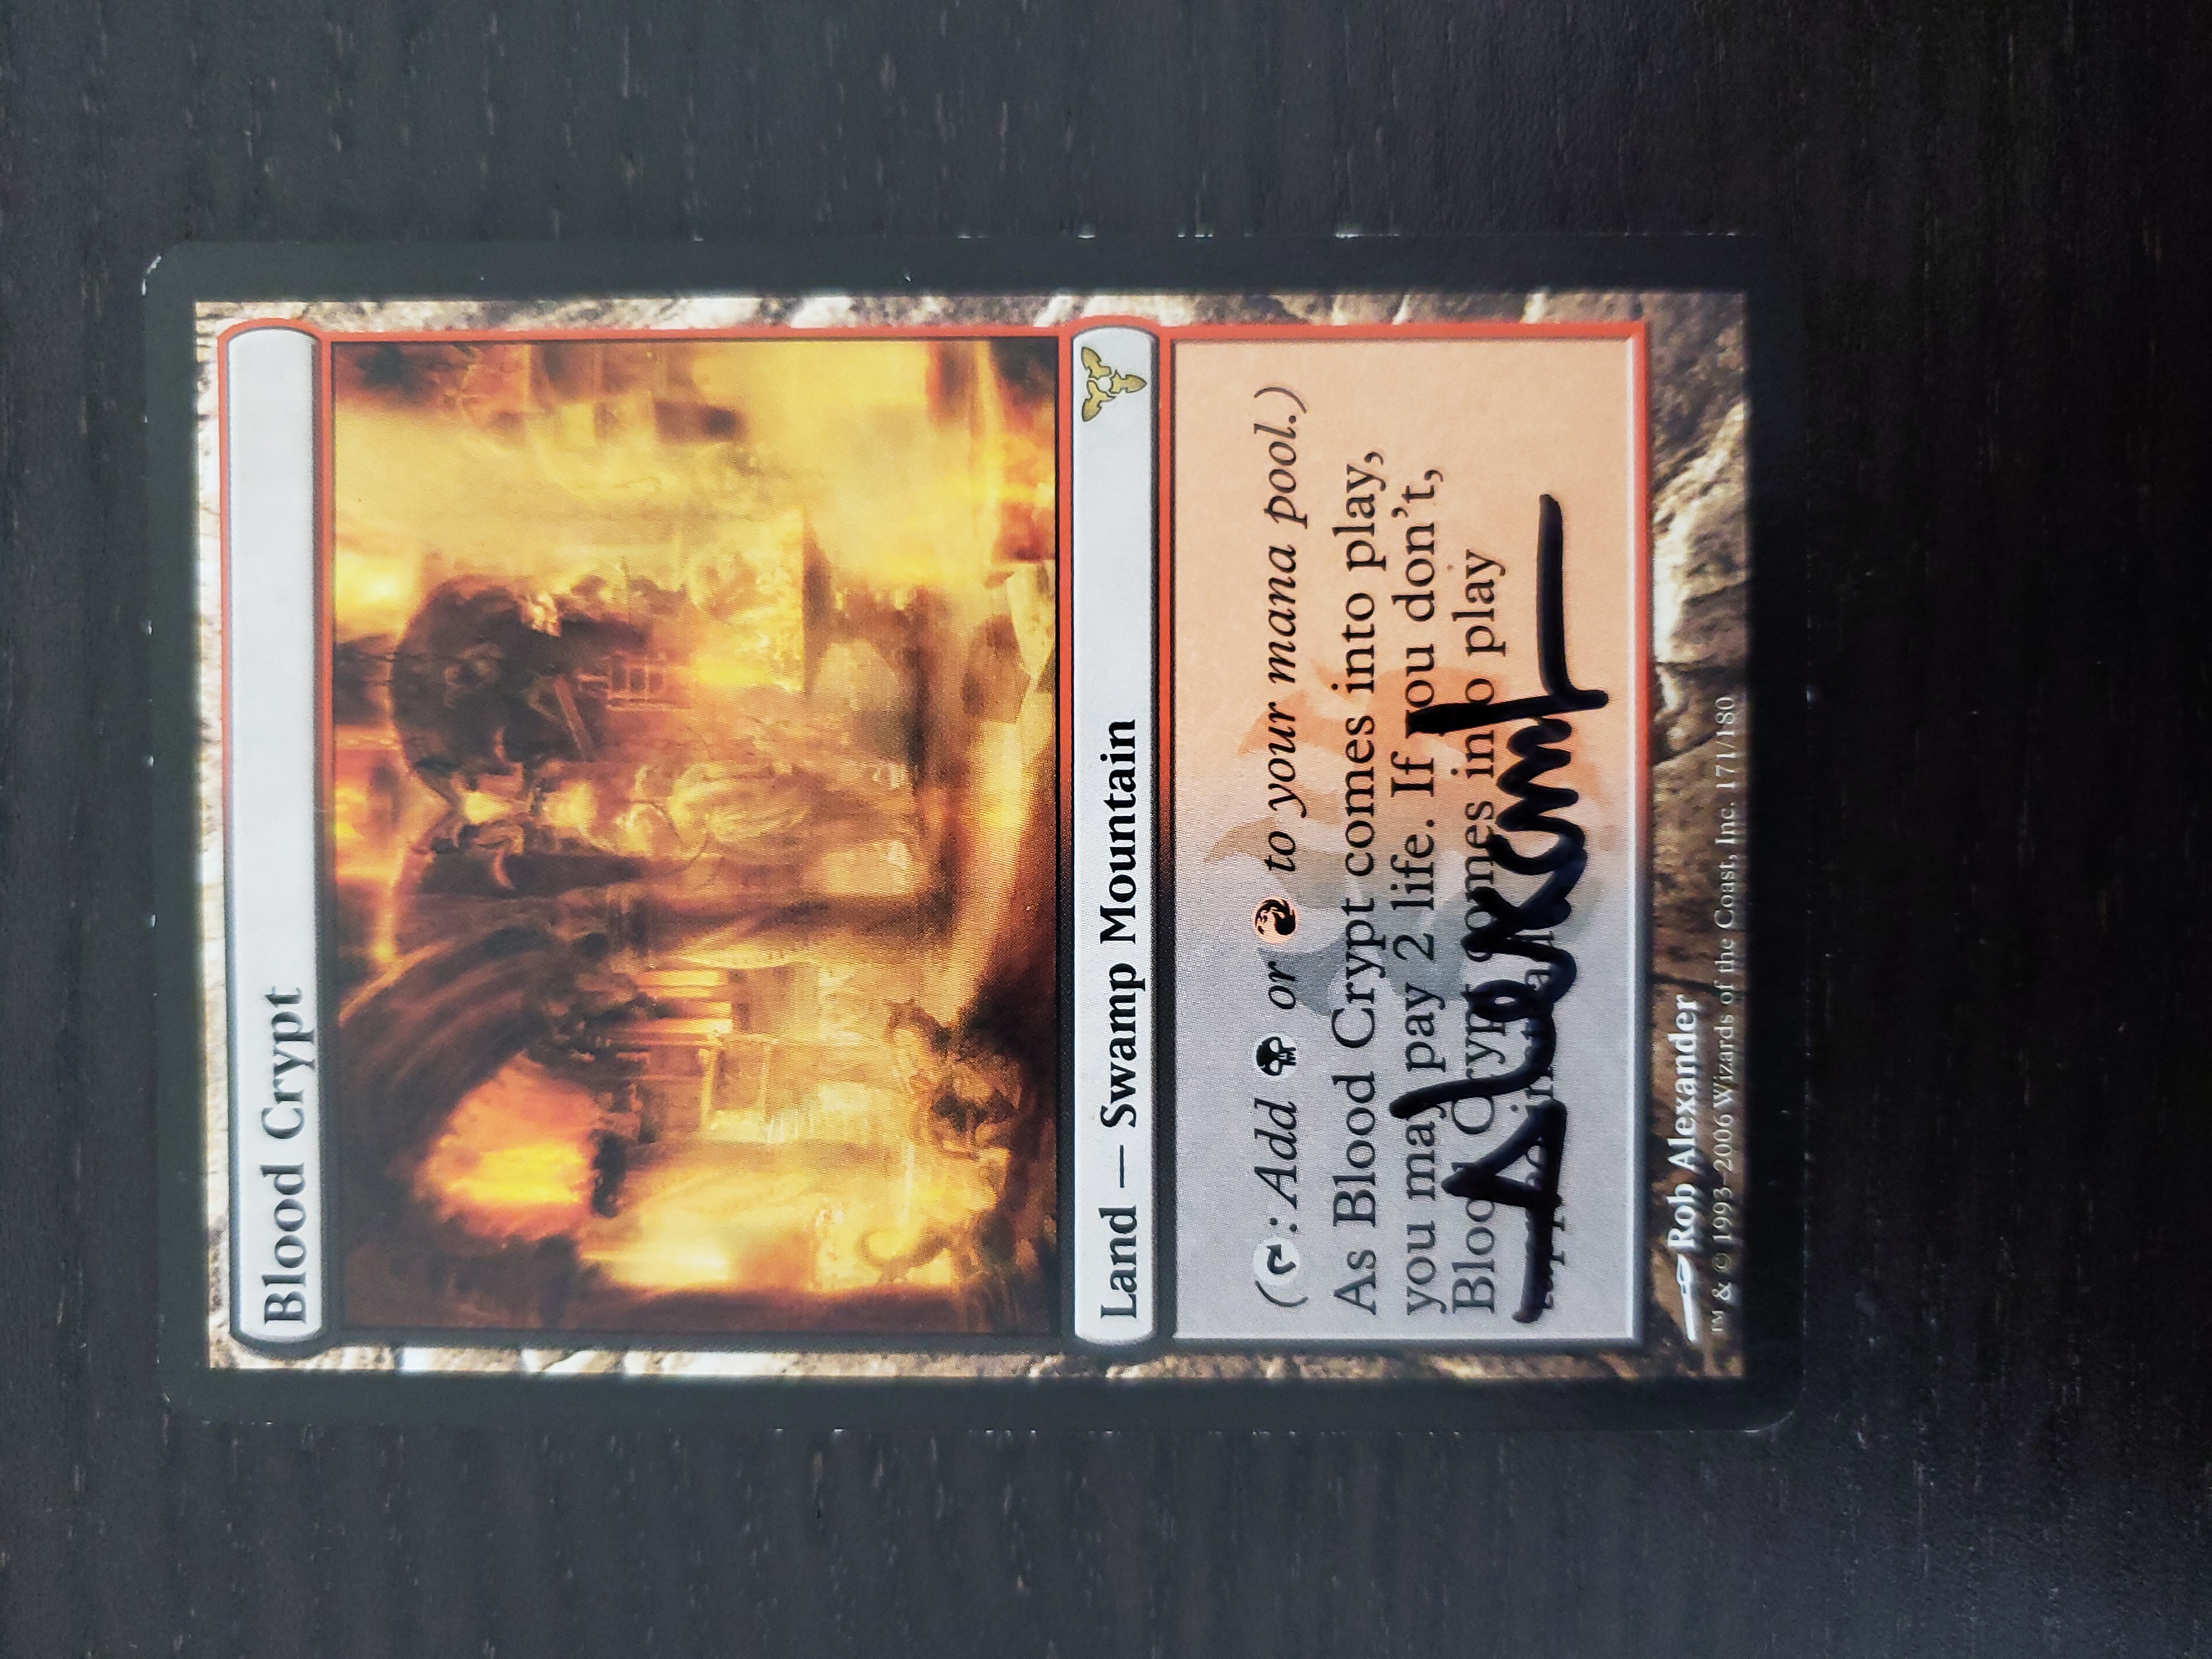 Blood Crypt
Land — Swamp Mountain
(: Add or to your mana pool.)
As Blood Crypt comes into play,
you may pay 2 life. If you don't,
Blood Crypt comes into play
Rob Alexander
™ & © 1993–2006 Wizards of the Coast, Inc. 171/180